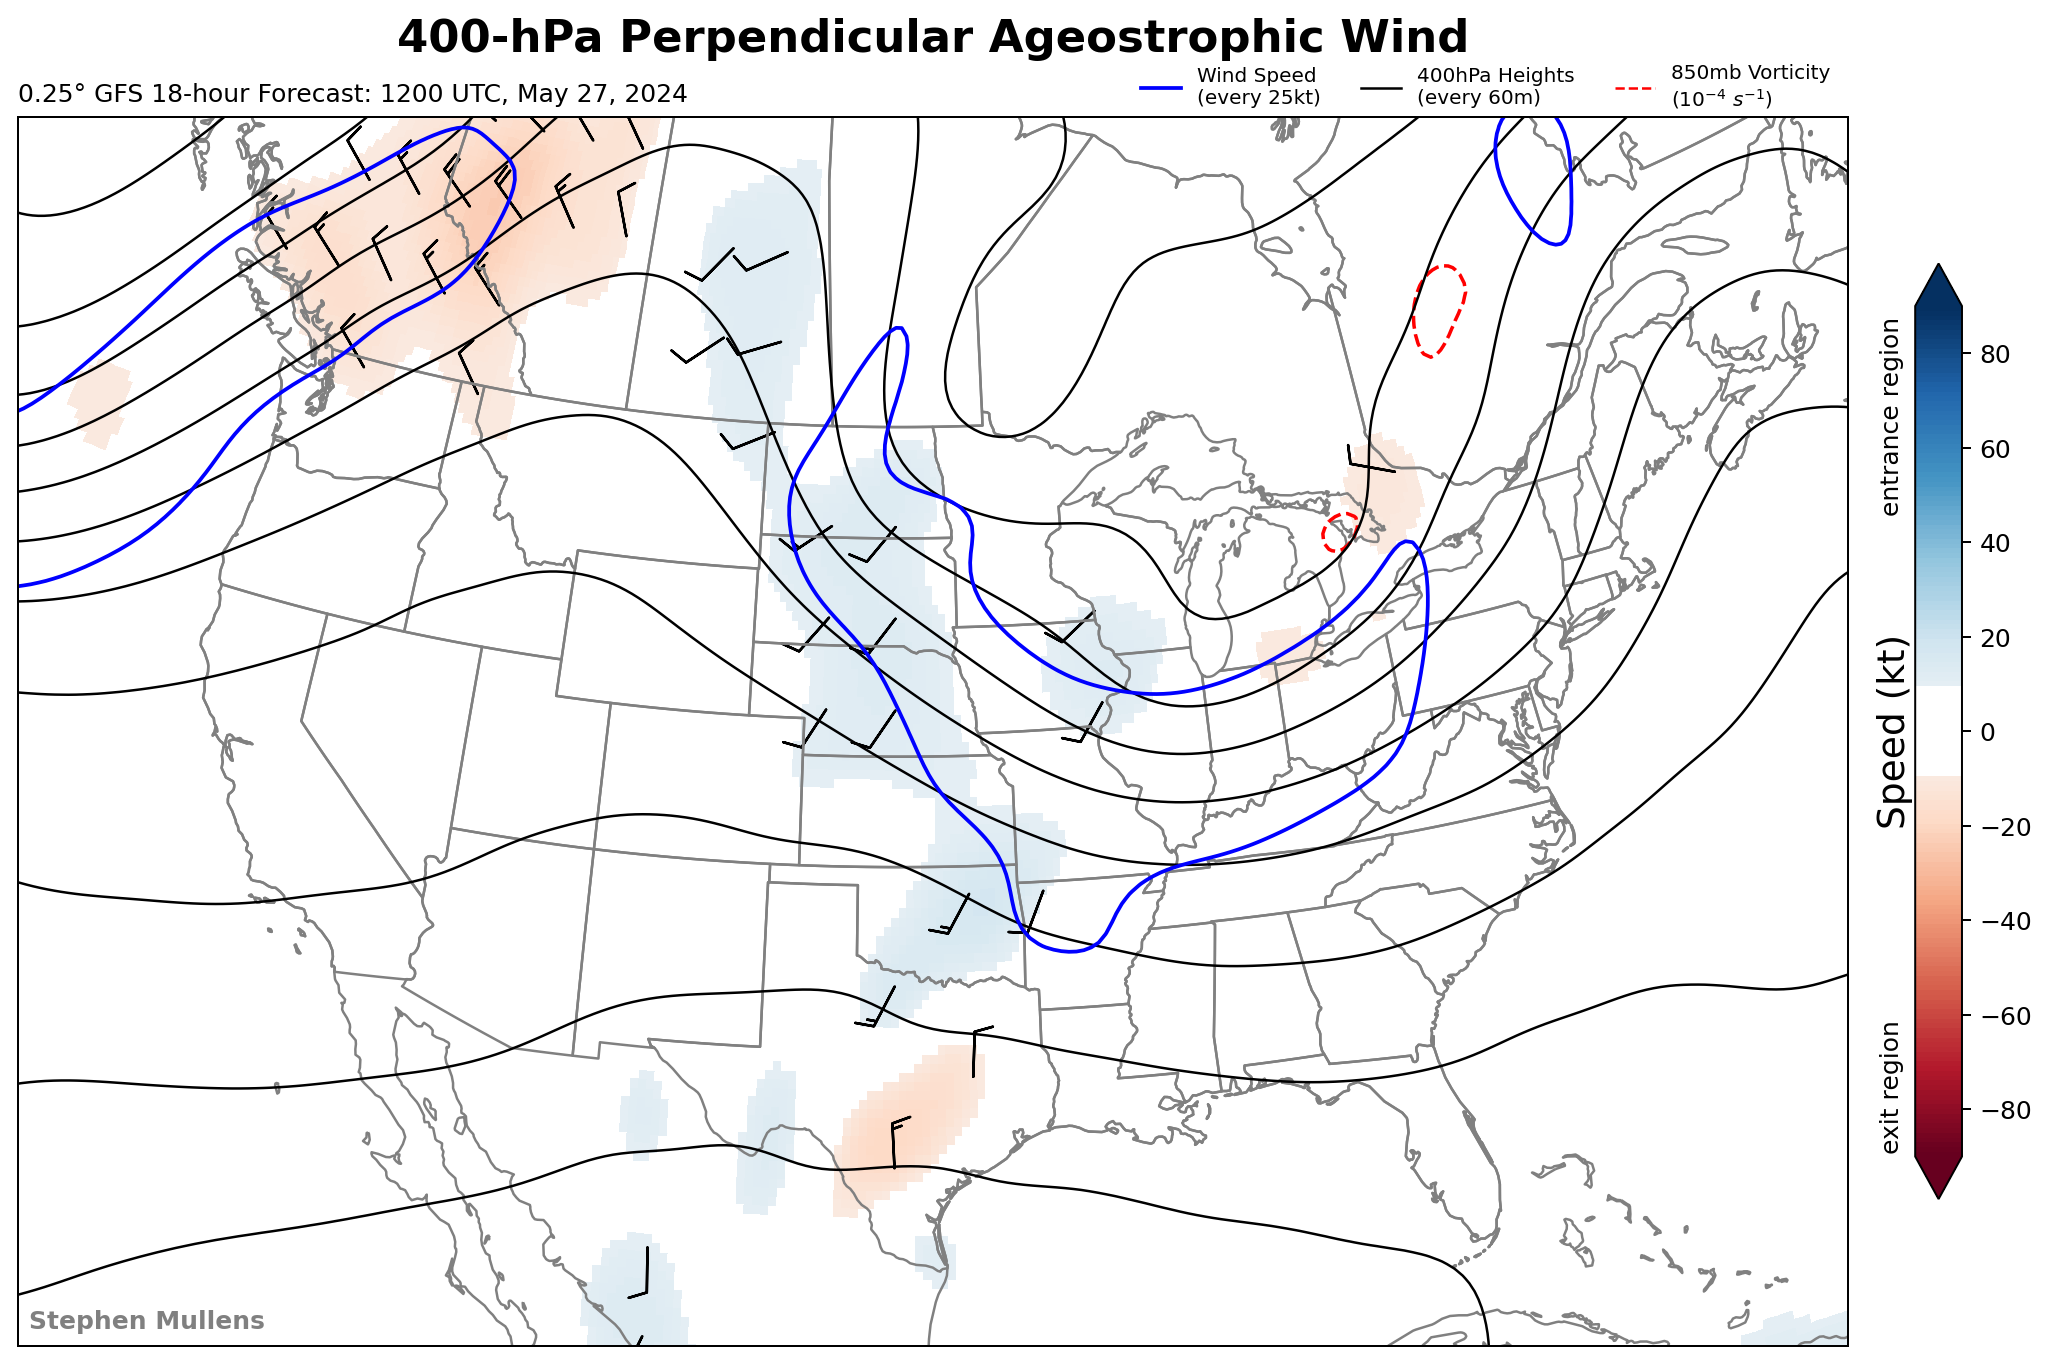 400-hPa Perpendicular Ageostrophic Wind
0.25° GFS 18-hour Forecast: 1200 UTC, May 27, 2024
Wind Speed
(every 25kt)
400hPa Heights
(every 60m)
850mb Vorticity
(10⁻⁴ s⁻¹)
entrance region
Speed (kt)
exit region
80
60
40
20
0
−20
−40
−60
−80
Stephen Mullens